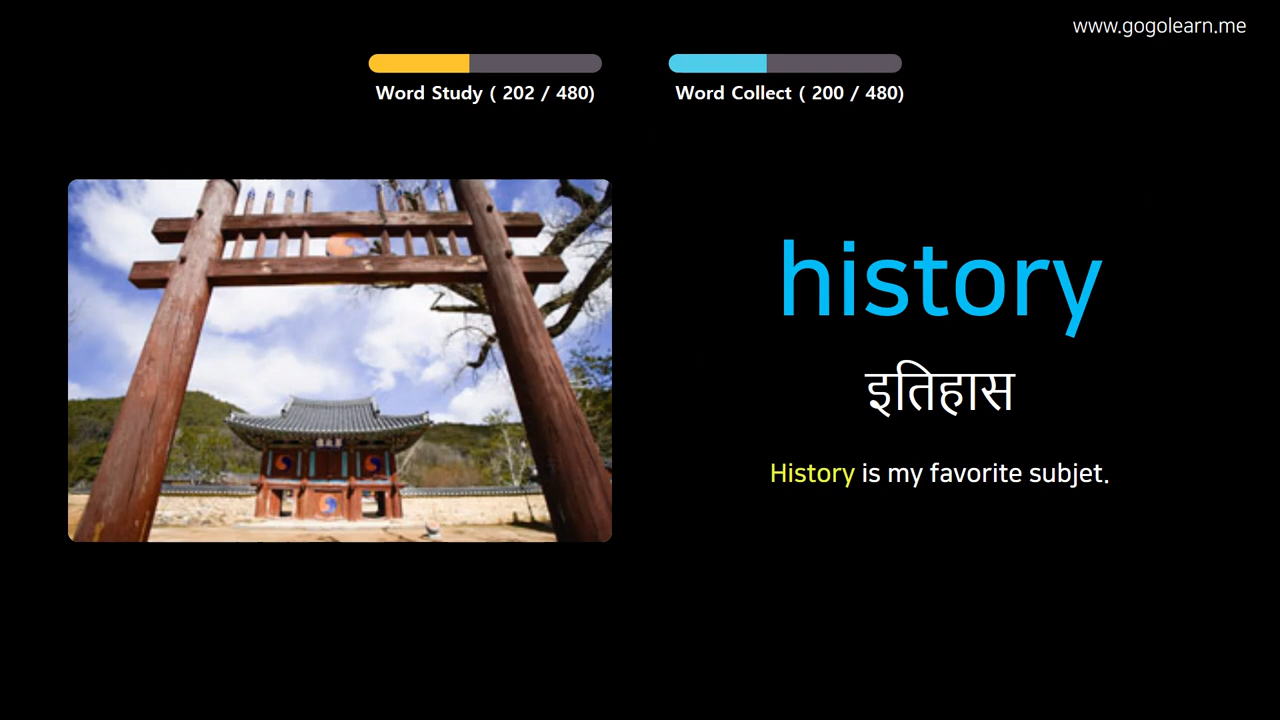 www.gogolearn.me
Word Study ( 202 / 480)
Word Collect ( 200 / 480)
history
इतिहास
History is my favorite subjet.